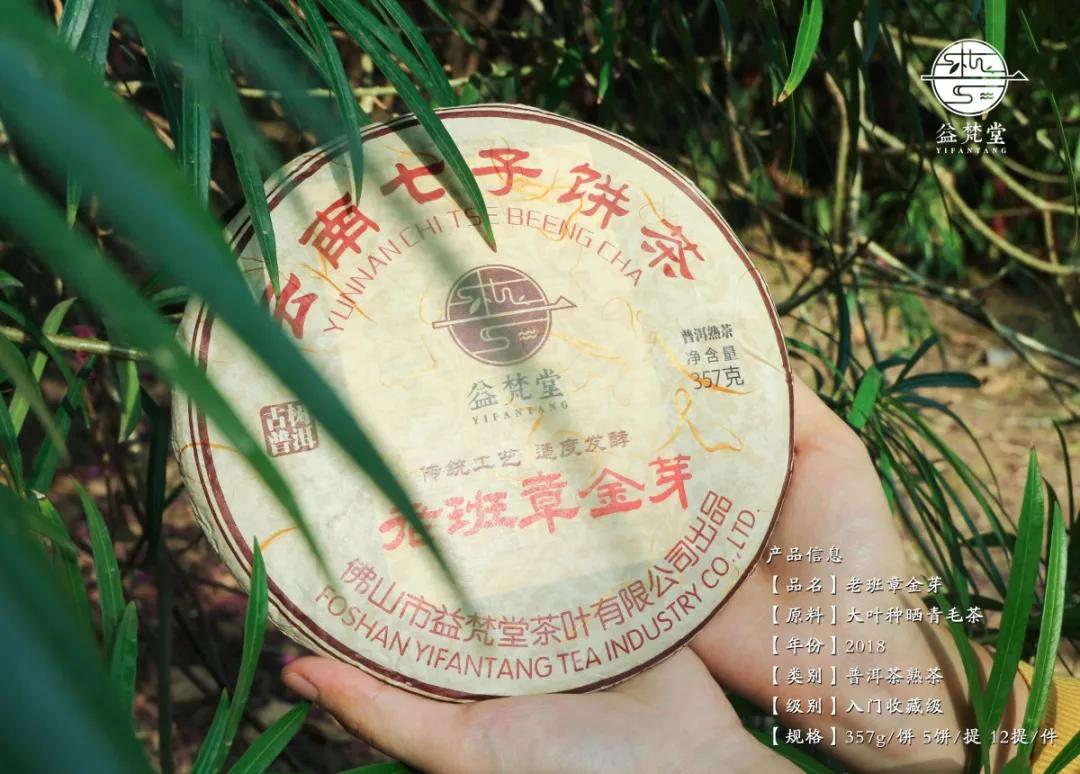 益梵堂
YIFANTANG
云南七子饼茶
YUNNAN CHI TSE BEENG CHA
普洱熟茶
净含量
357克
益梵堂
YIFANTANG
古树
普洱
传统工艺 适度发酵
老班章金芽
佛山市益梵堂茶叶有限公司出品
FOSHAN YIFANTANG TEA INDUSTRY CO.,LTD.
产品信息
【品名】老班章金芽
【原料】大叶种晒青毛茶
【年份】2018
【类别】普洱茶熟茶
【级别】入门收藏级
【规格】357g/饼 5饼/提 12提/件